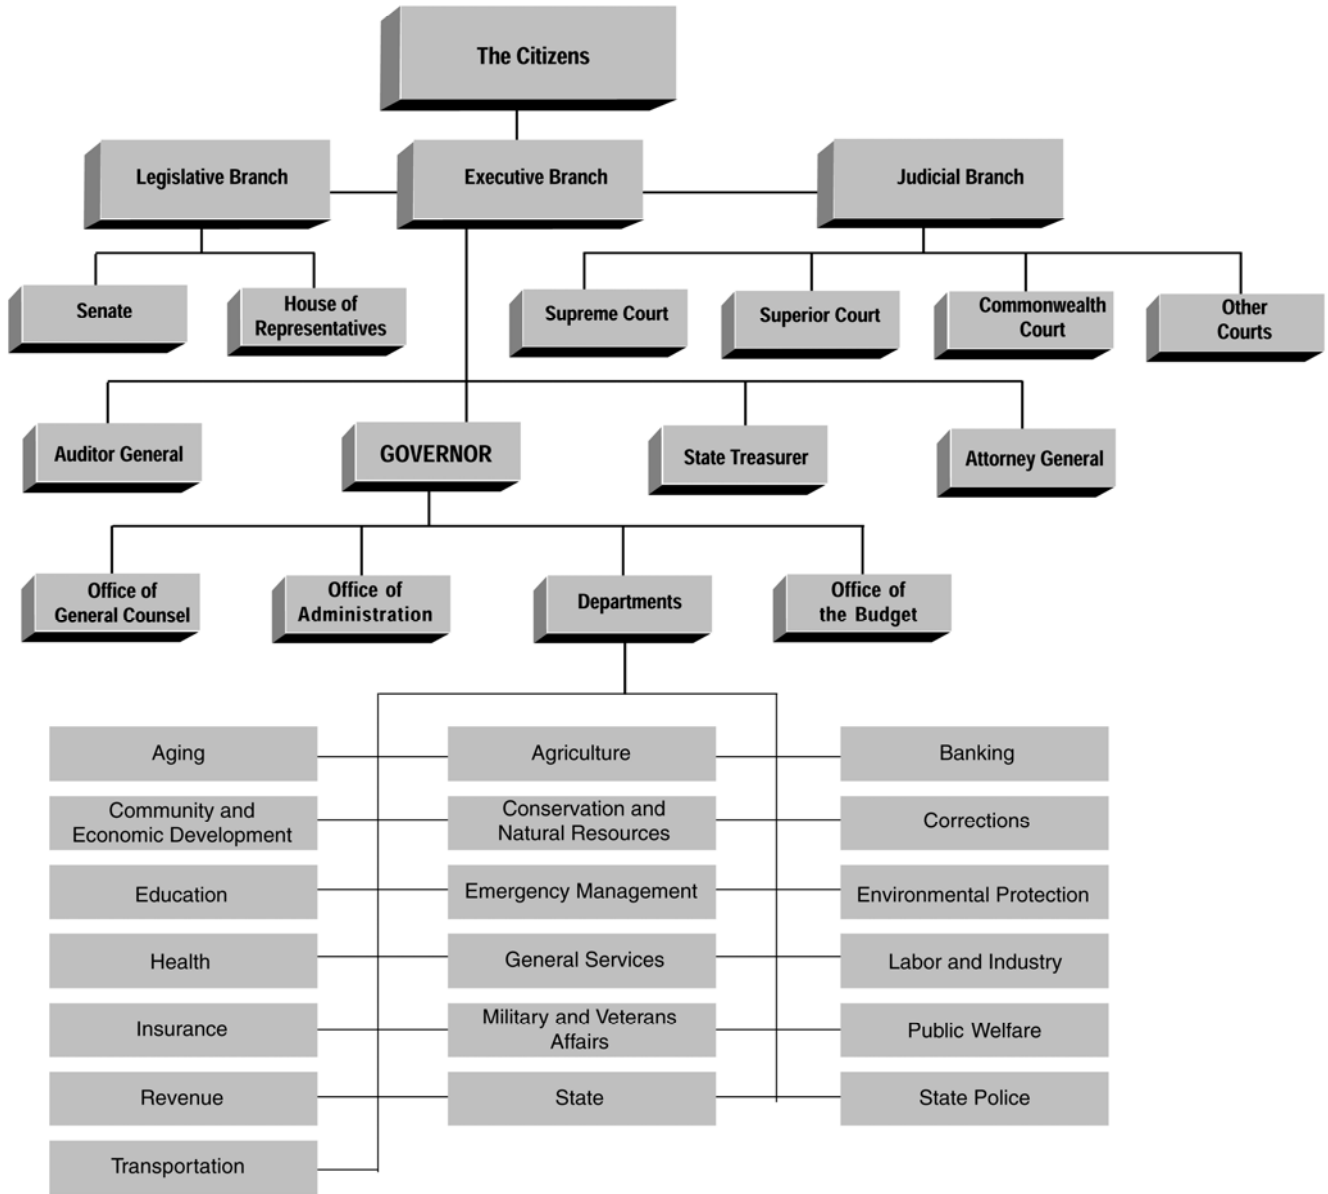 The Citizens
Legislative Branch
Executive Branch
Judicial Branch
Senate
House of
Representatives
Supreme Court
Superior Court
Commonwealth
Court
Other
Courts
Auditor General
GOVERNOR
State Treasurer
Attorney General
Office of
General Counsel
Office of
Administration
Departments
Office of
the Budget
Aging
Agriculture
Banking
Community and
Economic Development
Conservation and
Natural Resources
Corrections
Education
Emergency Management
Environmental Protection
Health
General Services
Labor and Industry
Insurance
Military and Veterans
Affairs
Public Welfare
Revenue
State
State Police
Transportation